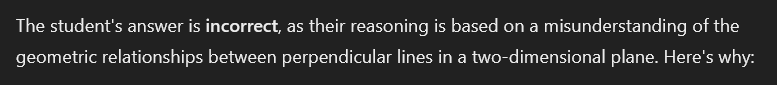 The student's answer is incorrect, as their reasoning is based on a misunderstanding of the
geometric relationships between perpendicular lines in a two-dimensional plane. Here's why: